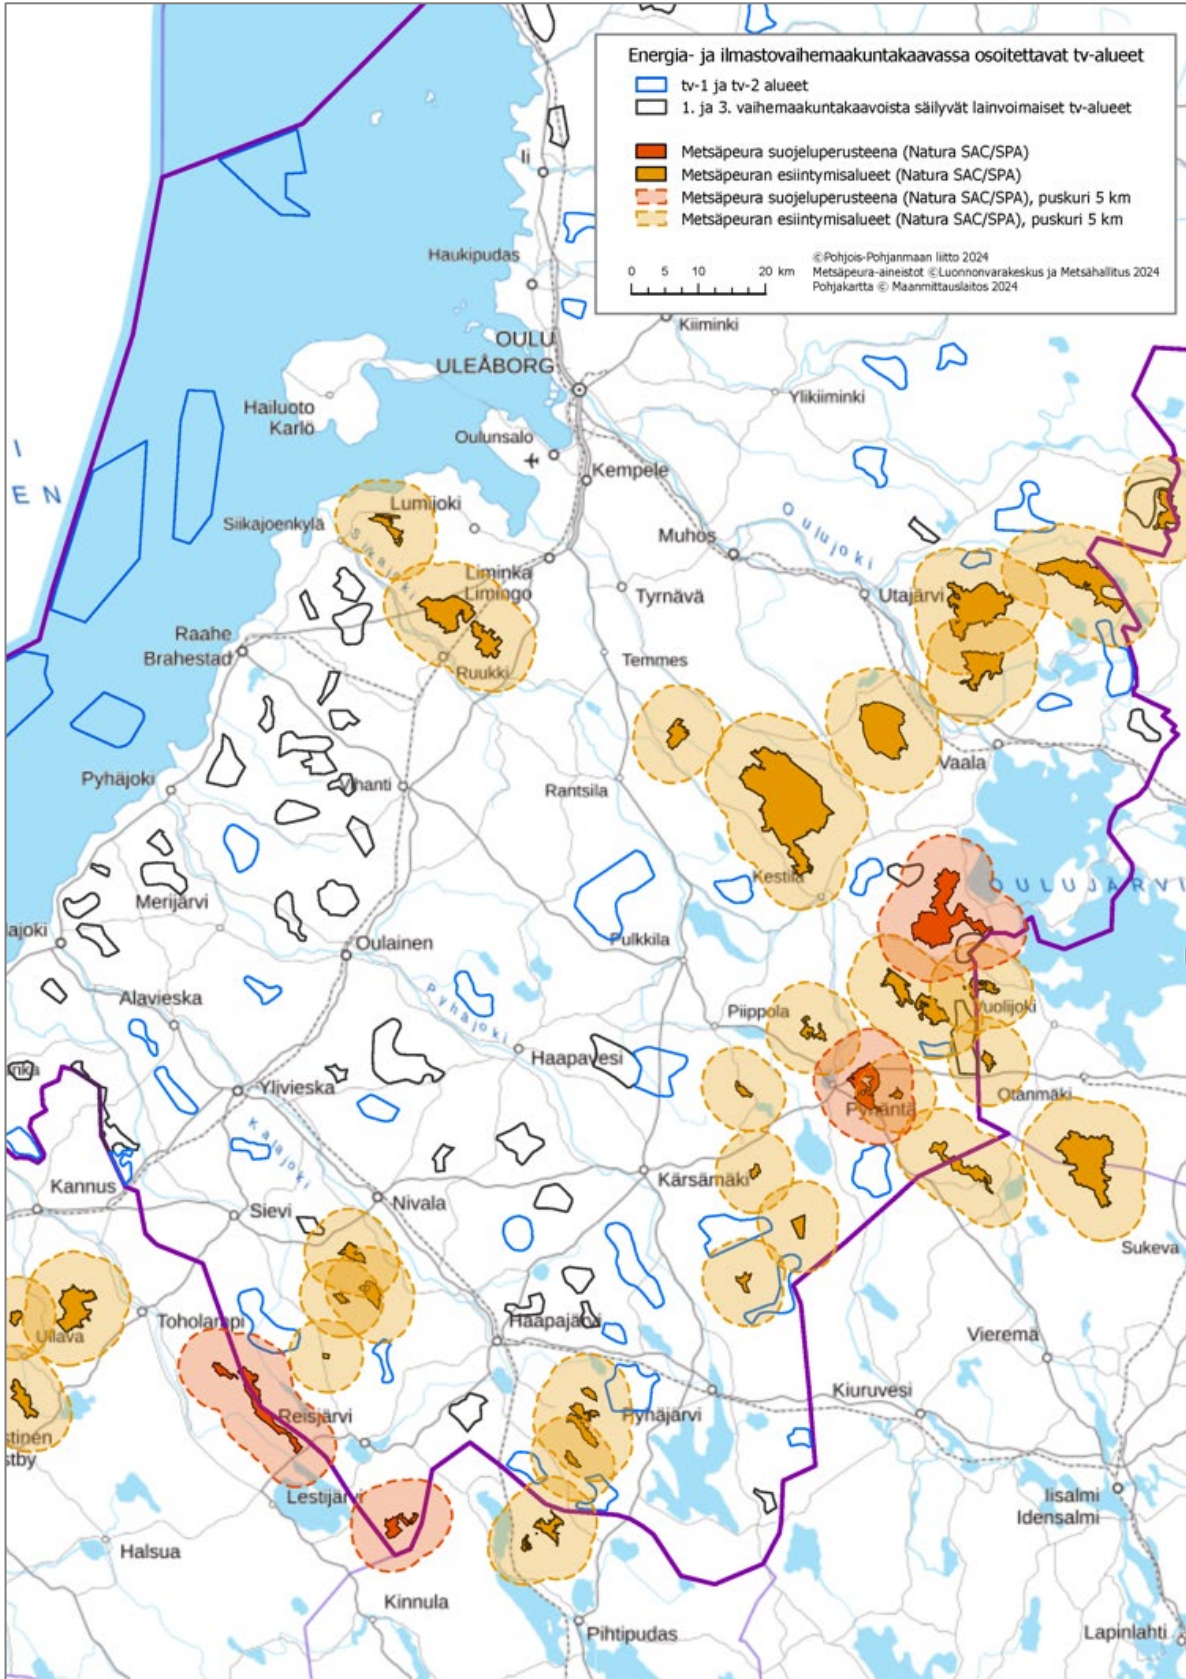 Energia- ja ilmastovaihemaakuntakaavassa osoitettavat tv-alueet
tv-1 ja tv-2 alueet
1. ja 3. vaihemaakuntakaavoista säilyvät lainvoimaiset tv-alueet
Metsäpeura suojeluperusteena (Natura SAC/SPA)
Metsäpeuran esiintymisalueet (Natura SAC/SPA)
Metsäpeura suojeluperusteena (Natura SAC/SPA), puskuri 5 km
Metsäpeuran esiintymisalueet (Natura SAC/SPA), puskuri 5 km
©Pohjois-Pohjanmaan liitto 2024
Metsäpeura-aineistot ©Luonnonvarakeskus ja Metsähallitus 2024
Pohjakartta © Maanmittauslaitos 2024
0 5 10 20 km
Ii
Haukipudas
Kiiminki
OULU
ULEÅBORG
Ylikiiminki
Hailuoto
Karlö
Oulunsalo
I
E N
Kempele
Lumijoki
Siikajoenkylä
Siikajoki
Oulujoki
Muhos
Liminka
Limingo
Tyrnävä
Utajärvi
Raahe
Brahestad
Ruukki
Temmes
Vaala
Pyhäjoki
Vihanti
Rantsila
Kestilä
OULUJÄRVI
Merijärvi
ajoki
Oulainen
Pulkkila
Alavieska
Pyhäjoki
Piippola
Vuolijoki
Haapavesi
nka
Ylivieska
Otanmäki
Pyhäntä
Kalajoki
Kannus
Kärsämäki
Nivala
Sievi
Sukeva
Toholampi
Haapajärvi
Ullava
Vieremä
Kiuruvesi
Reisjärvi
Pyhäjärvi
stinen
stby
Lestijärvi
Iisalmi
Idensalmi
Halsua
Kinnula
Pihtipudas
Lapinlahti